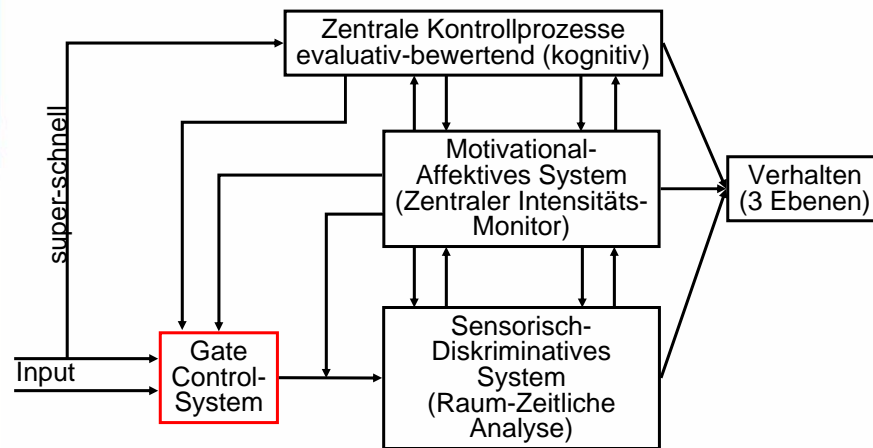 Zentrale Kontrollprozesse
evaluativ-bewertend (kognitiv)
super-schnell
Motivational-
Affektives System
(Zentraler Intensitäts-
Monitor)
Verhalten
(3 Ebenen)
Input
Gate
Control-
System
Sensorisch-
Diskriminatives
System
(Raum-Zeitliche
Analyse)